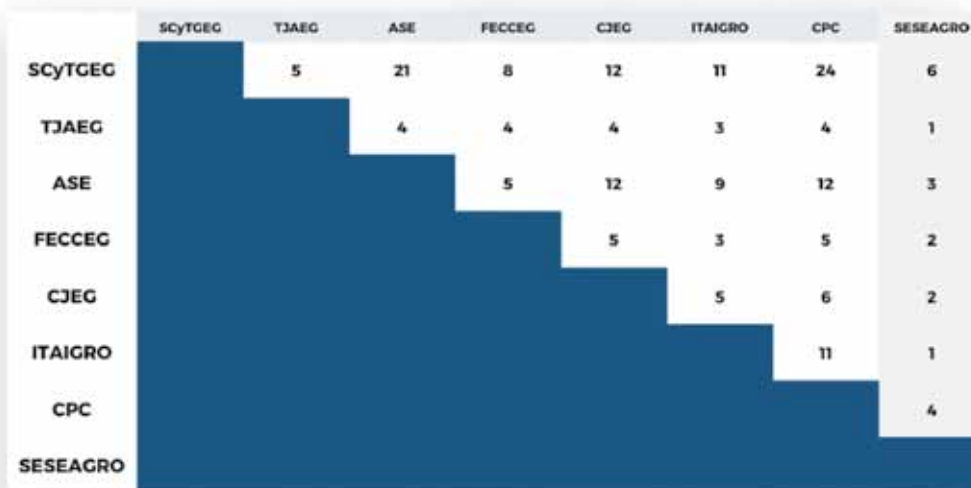 SCyTGEG TJAEG ASE FECCEG CJEG ITAIGRO CPC SESEAGRO
SCyTGEG 5 21 8 12 11 24 6
TJAEG 4 4 4 3 4 1
ASE 5 12 9 12 3
FECCEG 5 3 5 2
CJEG 5 6 2
ITAIGRO 11 1
CPC 4
SESEAGRO